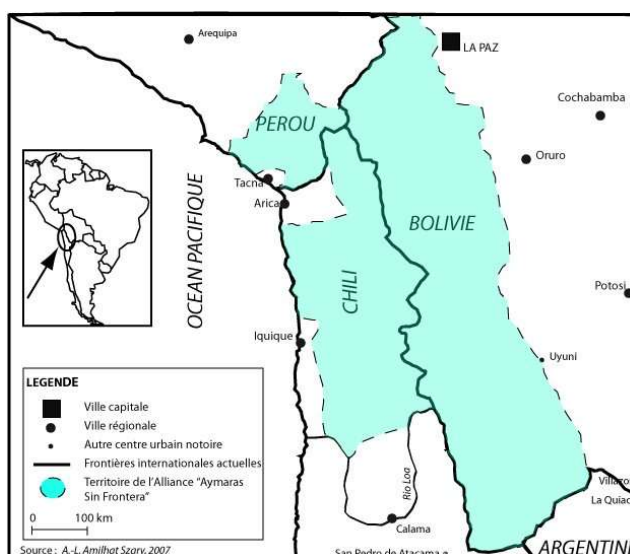 Arequipa
LA PAZ
Cochabamba
PEROU
Oruro
Tacna
Arica
OCEAN PACIFIQUE
BOLIVIE
CHILI
Potosi
Iquique
Uyuni
LEGENDE
Ville capitale
Ville régionale
Autre centre urbain notoire
Frontières internationales actuelles
Territoire de l'Alliance "Aymaras
Sin Frontera"
0 100 km
Rio Loa
Villazo
La Quiac
Calama
ARGENTINE
San Pedro de Atacama
Source : A.-L. Amilhat Szary, 2007